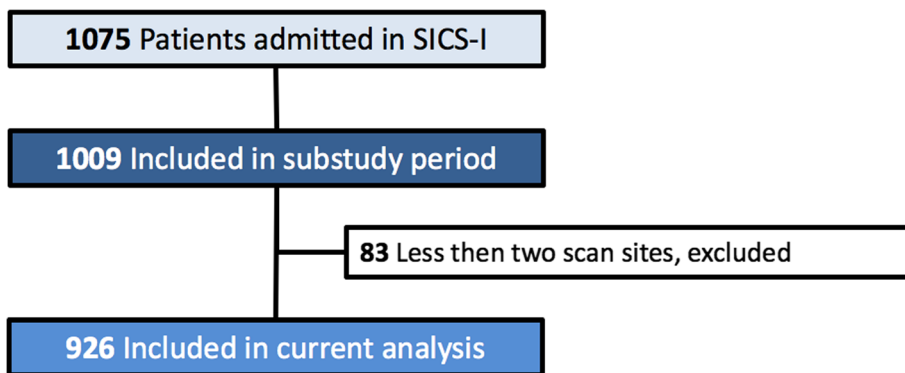 1075 Patients admitted in SICS-I
1009 Included in substudy period
83 Less then two scan sites, excluded
926 Included in current analysis